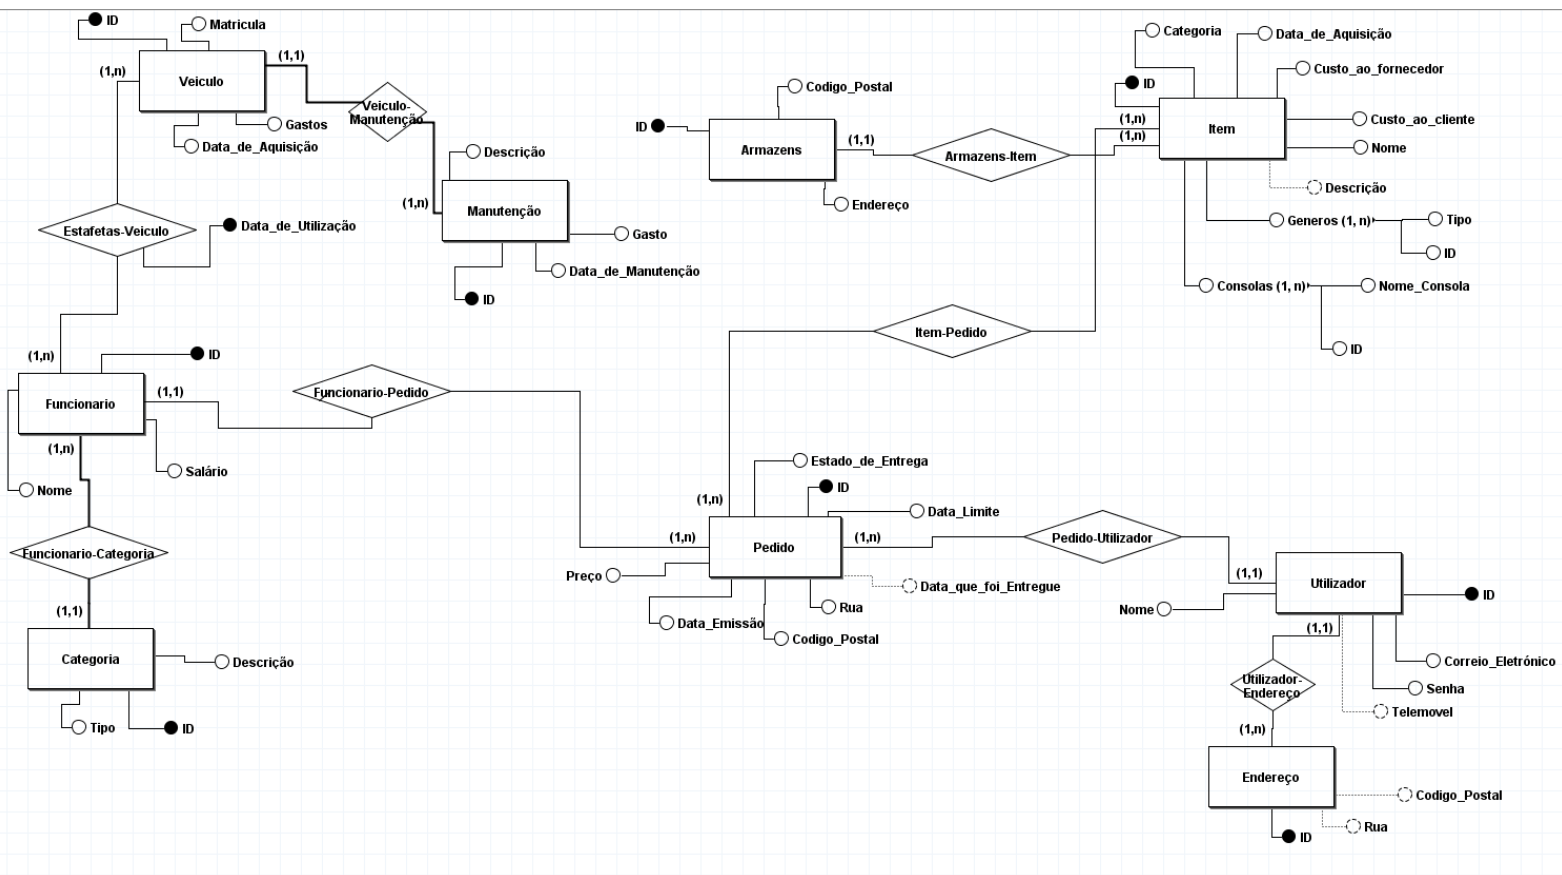 ID
Matricula
Veiculo
(1,1)
(1,n)
Gastos
Data_de_Aquisição
Veiculo-
Manutenção
Descrição
(1,n)
Manutenção
Gasto
Data_de_Manutenção
ID
Estafetas-Veiculo
Data_de_Utilização
Codigo_Postal
ID
Armazens
(1,1)
Endereço
Armazens-Item
Categoria
Data_de_Aquisição
Custo_ao_fornecedor
ID
Item
(1,n)
(1,n)
Custo_ao_cliente
Nome
Descrição
Generos (1, n)
Tipo
ID
Consolas (1, n)
Nome_Consola
ID
Item-Pedido
(1,n)
ID
Funcionario
(1,1)
Funcionario-Pedido
(1,n)
Salário
Nome
Funcionario-Categoria
(1,1)
Categoria
Descrição
Tipo
ID
Estado_de_Entrega
ID
(1,n)
Data_Limite
(1,n)
Pedido
(1,n)
Pedido-Utilizador
Preço
Data_que_foi_Entregue
Rua
Data_Emissão
Codigo_Postal
(1,1)
Utilizador
ID
Nome
(1,1)
Correio_Eletrónico
Senha
Telemovel
Utilizador-
Endereço
(1,n)
Endereço
Codigo_Postal
Rua
ID